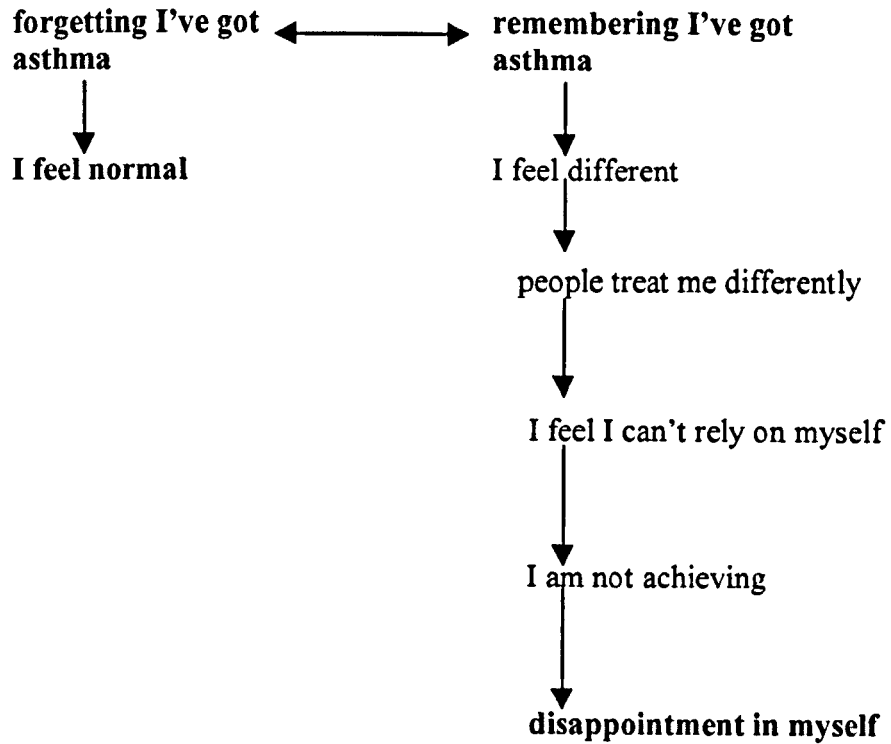 forgetting I've got
asthma
remembering I've got
asthma
I feel normal
I feel different
people treat me differently
I feel I can't rely on myself
I am not achieving
disappointment in myself